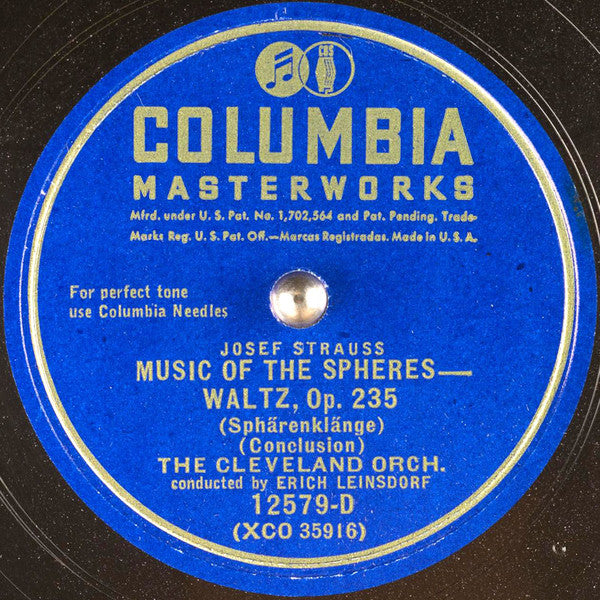 CBS
COLUMBIA
MASTERWORKS
Mfrd. under U. S. Pat. No. 1,702,564 and Pat. Pending. Trade-
Marks Reg. U. S. Pat. Off.—Marcas Registradas. Made in U. S. A.
For perfect tone
use Columbia Needles
JOSEF STRAUSS
MUSIC OF THE SPHERES—
WALTZ, Op. 235
(Sphärenklänge)
(Conclusion)
THE CLEVELAND ORCH.
conducted by ERICH LEINSDORF
12579-D
(XCO 35916)